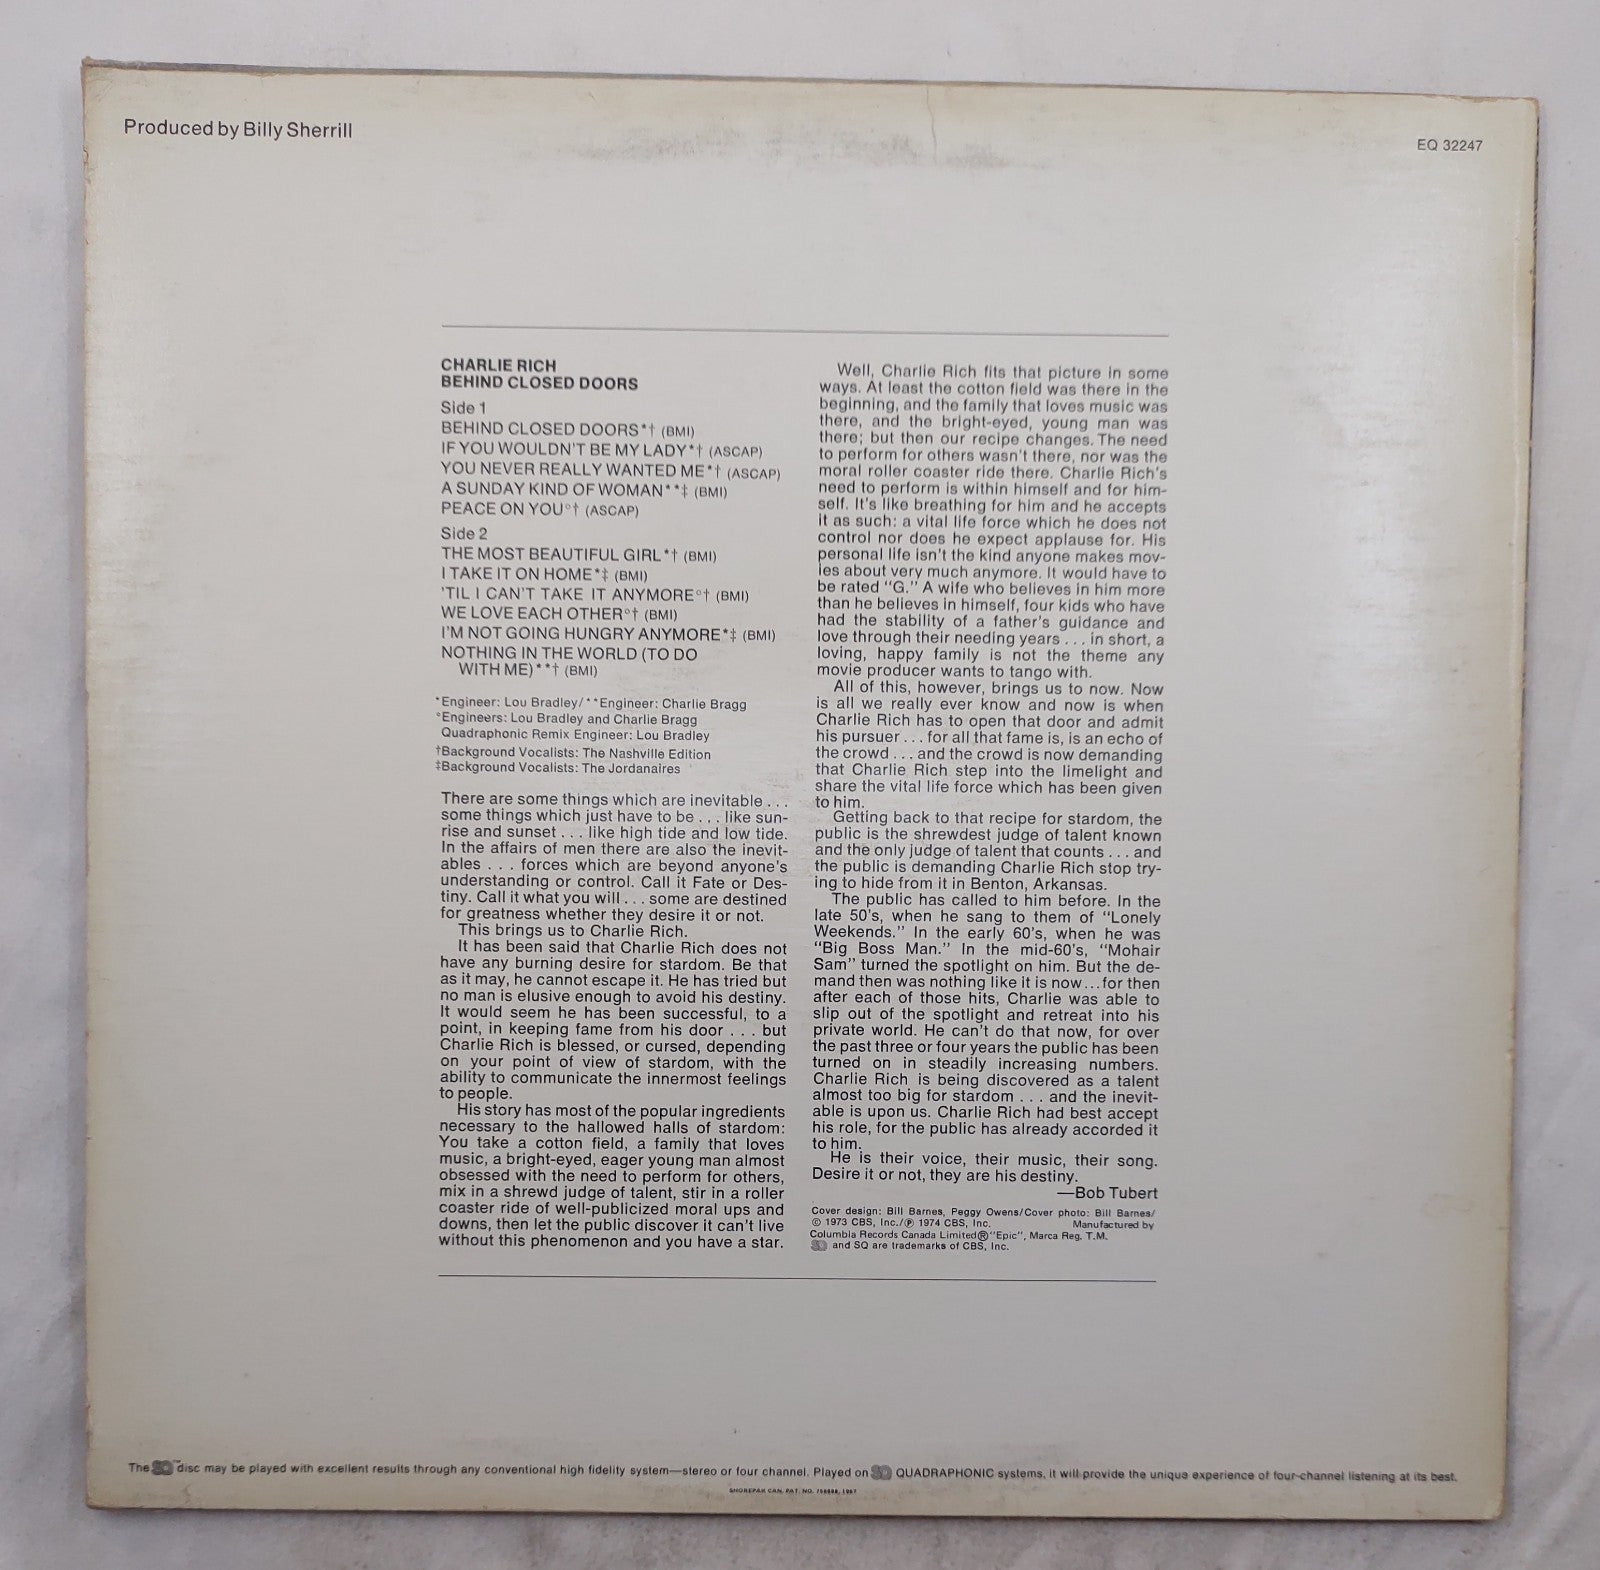 Produced by Billy Sherrill
EQ 32247
CHARLIE RICH
BEHIND CLOSED DOORS
Side 1
BEHIND CLOSED DOORS*† (BMI)
IF YOU WOULDN'T BE MY LADY*† (ASCAP)
YOU NEVER REALLY WANTED ME*† (ASCAP)
A SUNDAY KIND OF WOMAN**‡ (BMI)
PEACE ON YOU°† (ASCAP)
Side 2
THE MOST BEAUTIFUL GIRL*† (BMI)
I TAKE IT ON HOME*‡ (BMI)
'TIL I CAN'T TAKE IT ANYMORE°† (BMI)
WE LOVE EACH OTHER°† (BMI)
I'M NOT GOING HUNGRY ANYMORE*‡ (BMI)
NOTHING IN THE WORLD (TO DO
WITH ME)**† (BMI)
*Engineer: Lou Bradley/**Engineer: Charlie Bragg
°Engineers: Lou Bradley and Charlie Bragg
Quadraphonic Remix Engineer: Lou Bradley
†Background Vocalists: The Nashville Edition
‡Background Vocalists: The Jordanaires
There are some things which are inevitable . . .
some things which just have to be . . . like sun-
rise and sunset . . . like high tide and low tide.
In the affairs of men there are also the inevit-
ables . . . forces which are beyond anyone's
understanding or control. Call it Fate or Des-
tiny. Call it what you will . . . some are destined
for greatness whether they desire it or not.
This brings us to Charlie Rich.
It has been said that Charlie Rich does not
have any burning desire for stardom. Be that
as it may, he cannot escape it. He has tried but
no man is elusive enough to avoid his destiny.
It would seem he has been successful, to a
point, in keeping fame from his door . . . but
Charlie Rich is blessed, or cursed, depending
on your point of view of stardom, with the
ability to communicate the innermost feelings
to people.
His story has most of the popular ingredients
necessary to the hallowed halls of stardom:
You take a cotton field, a family that loves
music, a bright-eyed, eager young man almost
obsessed with the need to perform for others,
mix in a shrewd judge of talent, stir in a roller
coaster ride of well-publicized moral ups and
downs, then let the public discover it can't live
without this phenomenon and you have a star.
Well, Charlie Rich fits that picture in some
ways. At least the cotton field was there in the
beginning, and the family that loves music was
there, and the bright-eyed, young man was
there; but then our recipe changes. The need
to perform for others wasn't there, nor was the
moral roller coaster ride there. Charlie Rich's
need to perform is within himself and for him-
self. It's like breathing for him and he accepts
it as such: a vital life force which he does not
control nor does he expect applause for. His
personal life isn't the kind anyone makes mov-
ies about very much anymore. It would have to
be rated "G." A wife who believes in him more
than he believes in himself, four kids who have
had the stability of a father's guidance and
love through their needing years . . . in short, a
loving, happy family is not the theme any
movie producer wants to tango with.
All of this, however, brings us to now. Now
is all we really ever know and now is when
Charlie Rich has to open that door and admit
his pursuer . . . for all that fame is, is an echo of
the crowd . . . and the crowd is now demanding
that Charlie Rich step into the limelight and
share the vital life force which has been given
to him.
Getting back to that recipe for stardom, the
public is the shrewdest judge of talent known
and the only judge of talent that counts . . . and
the public is demanding Charlie Rich stop try-
ing to hide from it in Benton, Arkansas.
The public has called to him before. In the
late 50's, when he sang to them of "Lonely
Weekends." In the early 60's, when he was
"Big Boss Man." In the mid-60's, "Mohair
Sam" turned the spotlight on him. But the de-
mand then was nothing like it is now...for then
after each of those hits, Charlie was able to
slip out of the spotlight and retreat into his
private world. He can't do that now, for over
the past three or four years the public has been
turned on in steadily increasing numbers.
Charlie Rich is being discovered as a talent
almost too big for stardom . . . and the inevit-
able is upon us. Charlie Rich had best accept
his role, for the public has already accorded it
to him.
He is their voice, their music, their song.
Desire it or not, they are his destiny.
—Bob Tubert
Cover design: Bill Barnes, Peggy Owens/Cover photo: Bill Barnes/
© 1973 CBS, Inc./℗ 1974 CBS, Inc. Manufactured by
Columbia Records Canada Limited®"Epic", Marca Reg. T.M.
SQ and SQ are trademarks of CBS, Inc.
The SQ™ disc may be played with excellent results through any conventional high fidelity system—stereo or four channel. Played on SQ QUADRAPHONIC systems, it will provide the unique experience of four-channel listening at its best.
SHOREPAK CAN. PAT. NO.